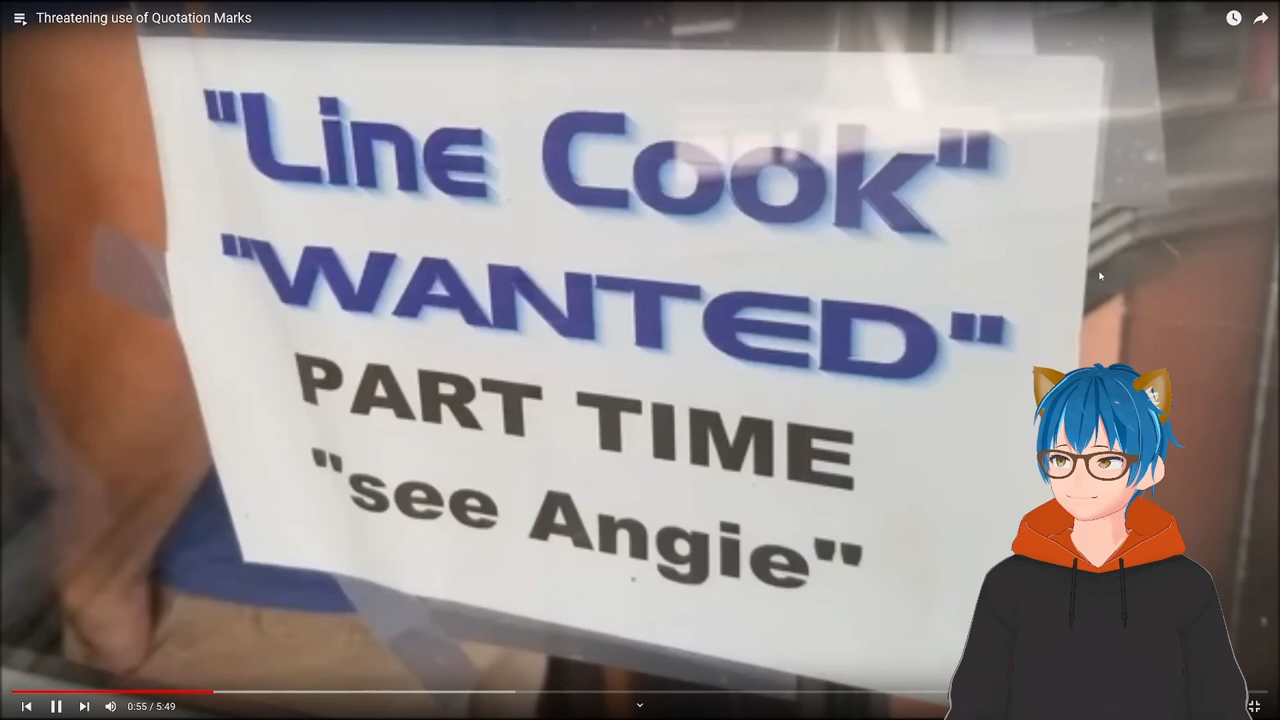 Threatening use of Quotation Marks
"Line Cook"
"WANTED"
PART TIME
"see Angie"
0:55 / 5:49